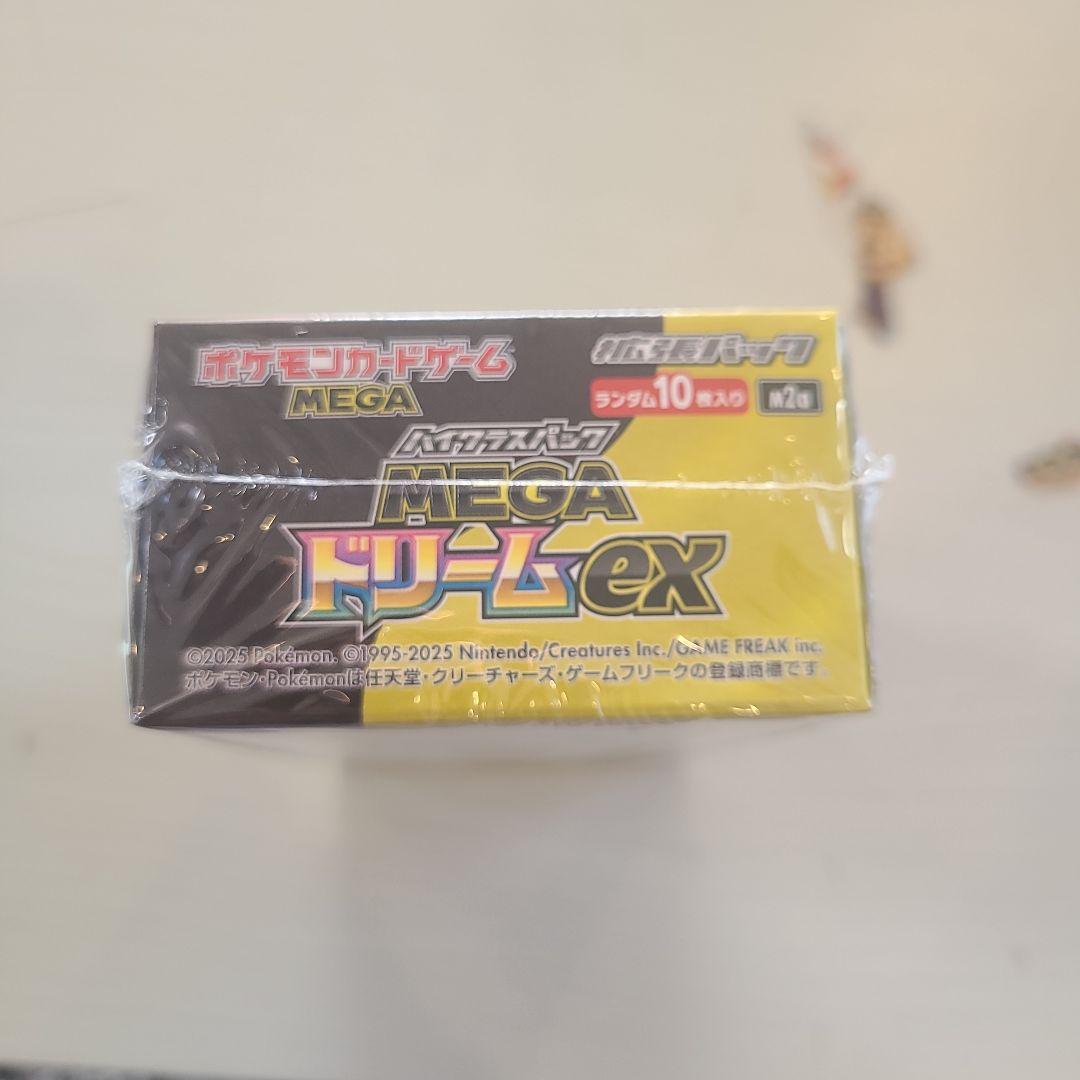 ポケモンカードゲーム
MEGA
拡張パック
ランダム10枚入り
M2a
ハイクラスパック
MEGA
ドリームex
©2025 Pokémon. ©1995-2025 Nintendo/Creatures Inc./GAME FREAK inc.
ポケモン・Pokémonは任天堂・クリーチャーズ・ゲームフリークの登録商標です。